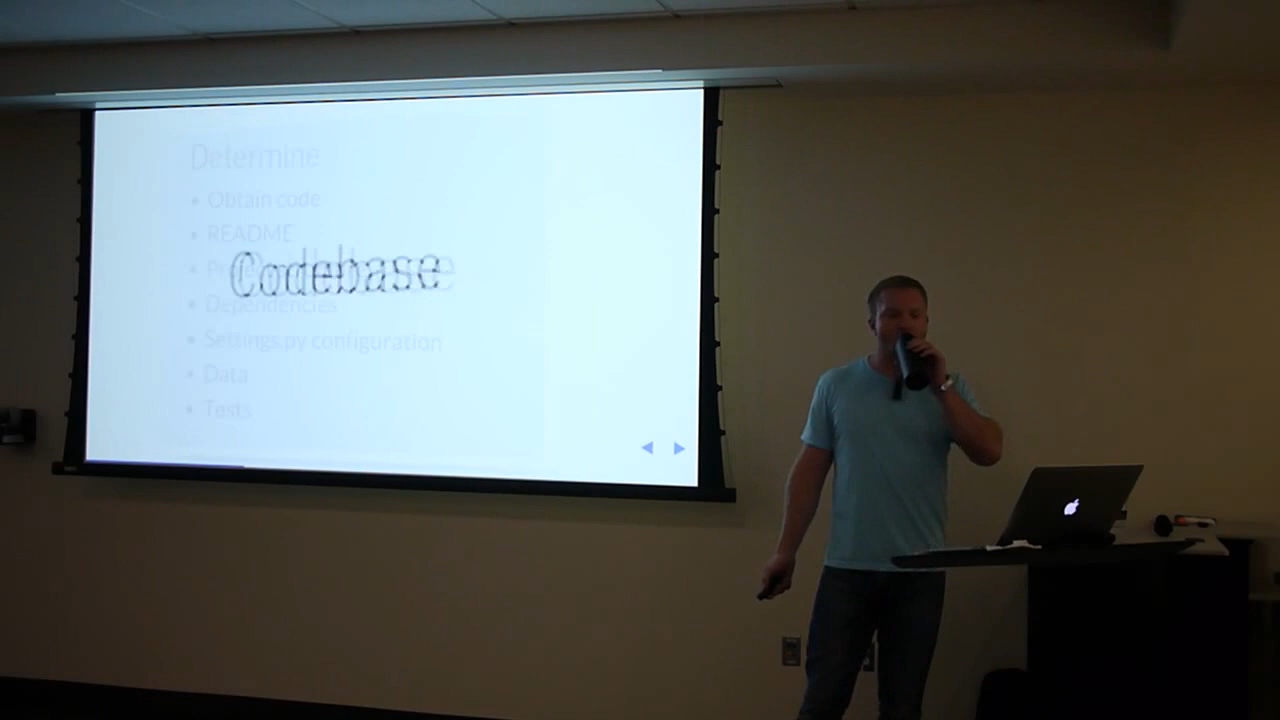 Determine
• Obtain code
• README
Codebase
• Dependencies
• Settings.py configuration
• Data
• Tests